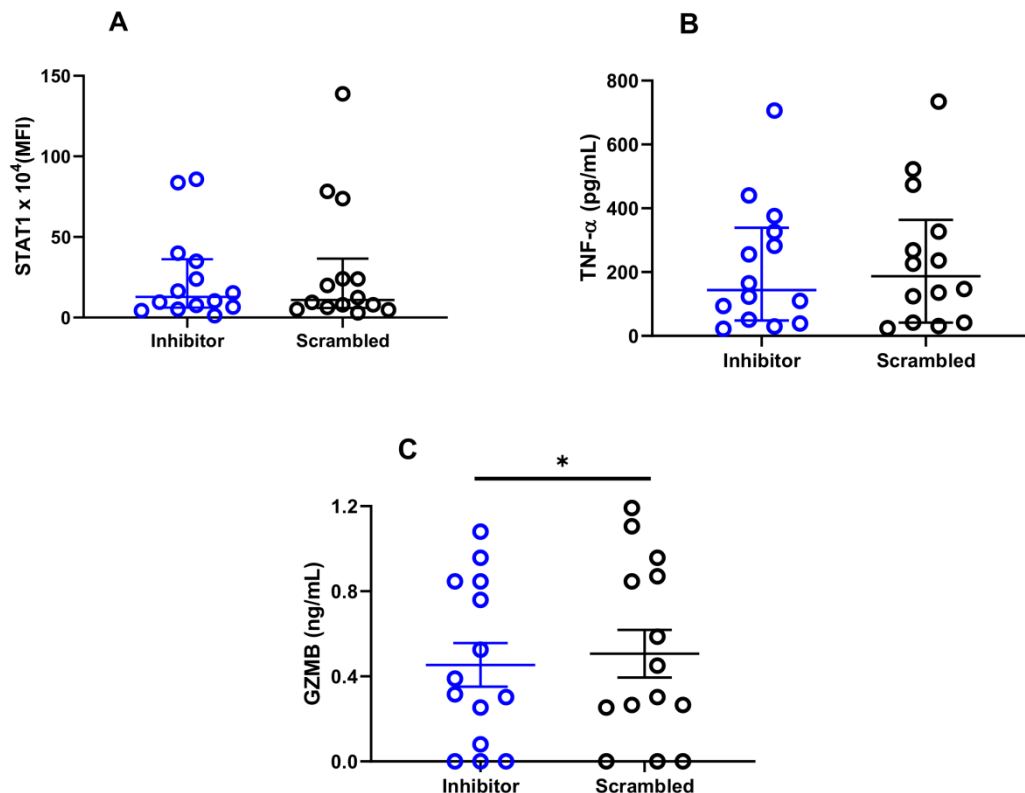 A
STAT1 x 10⁴(MFI)
150
100
50
0
Inhibitor Scrambled
B
TNF-α (pg/mL)
800
600
400
200
0
Inhibitor Scrambled
C
*
GZMB (ng/mL)
1.2
0.8
0.4
0.0
Inhibitor Scrambled